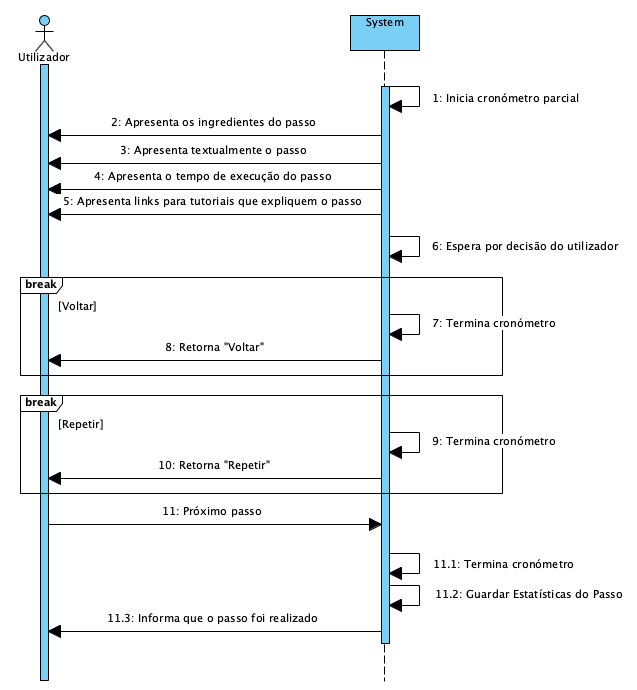 System
Utilizador
1: Inicia cronómetro parcial
2: Apresenta os ingredientes do passo
3: Apresenta textualmente o passo
4: Apresenta o tempo de execução do passo
5: Apresenta links para tutoriais que expliquem o passo
6: Espera por decisão do utilizador
break
[Voltar]
7: Termina cronómetro
8: Retorna "Voltar"
break
[Repetir]
9: Termina cronómetro
10: Retorna "Repetir"
11: Próximo passo
11.1: Termina cronómetro
11.2: Guardar Estatísticas do Passo
11.3: Informa que o passo foi realizado